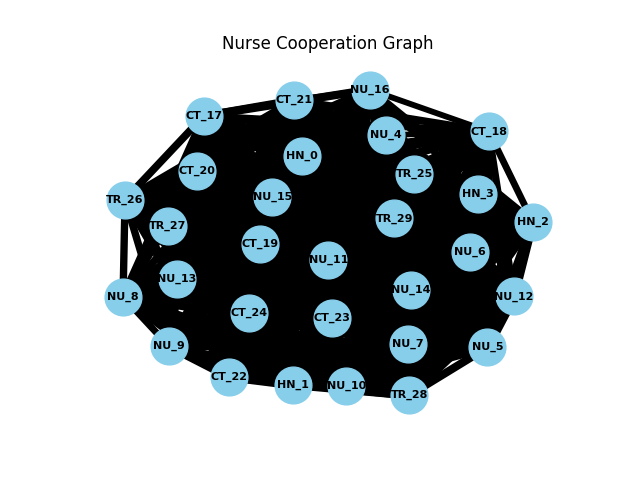 Nurse Cooperation Graph
NU_16
CT_21
CT_17
CT_18
NU_4
HN_0
CT_20
TR_25
HN_3
NU_15
TR_26
TR_29
HN_2
TR_27
CT_19
NU_6
NU_11
NU_13
NU_14
NU_8
NU_12
CT_24
CT_23
NU_7
NU_9
NU_5
CT_22
HN_1
NU_10
TR_28